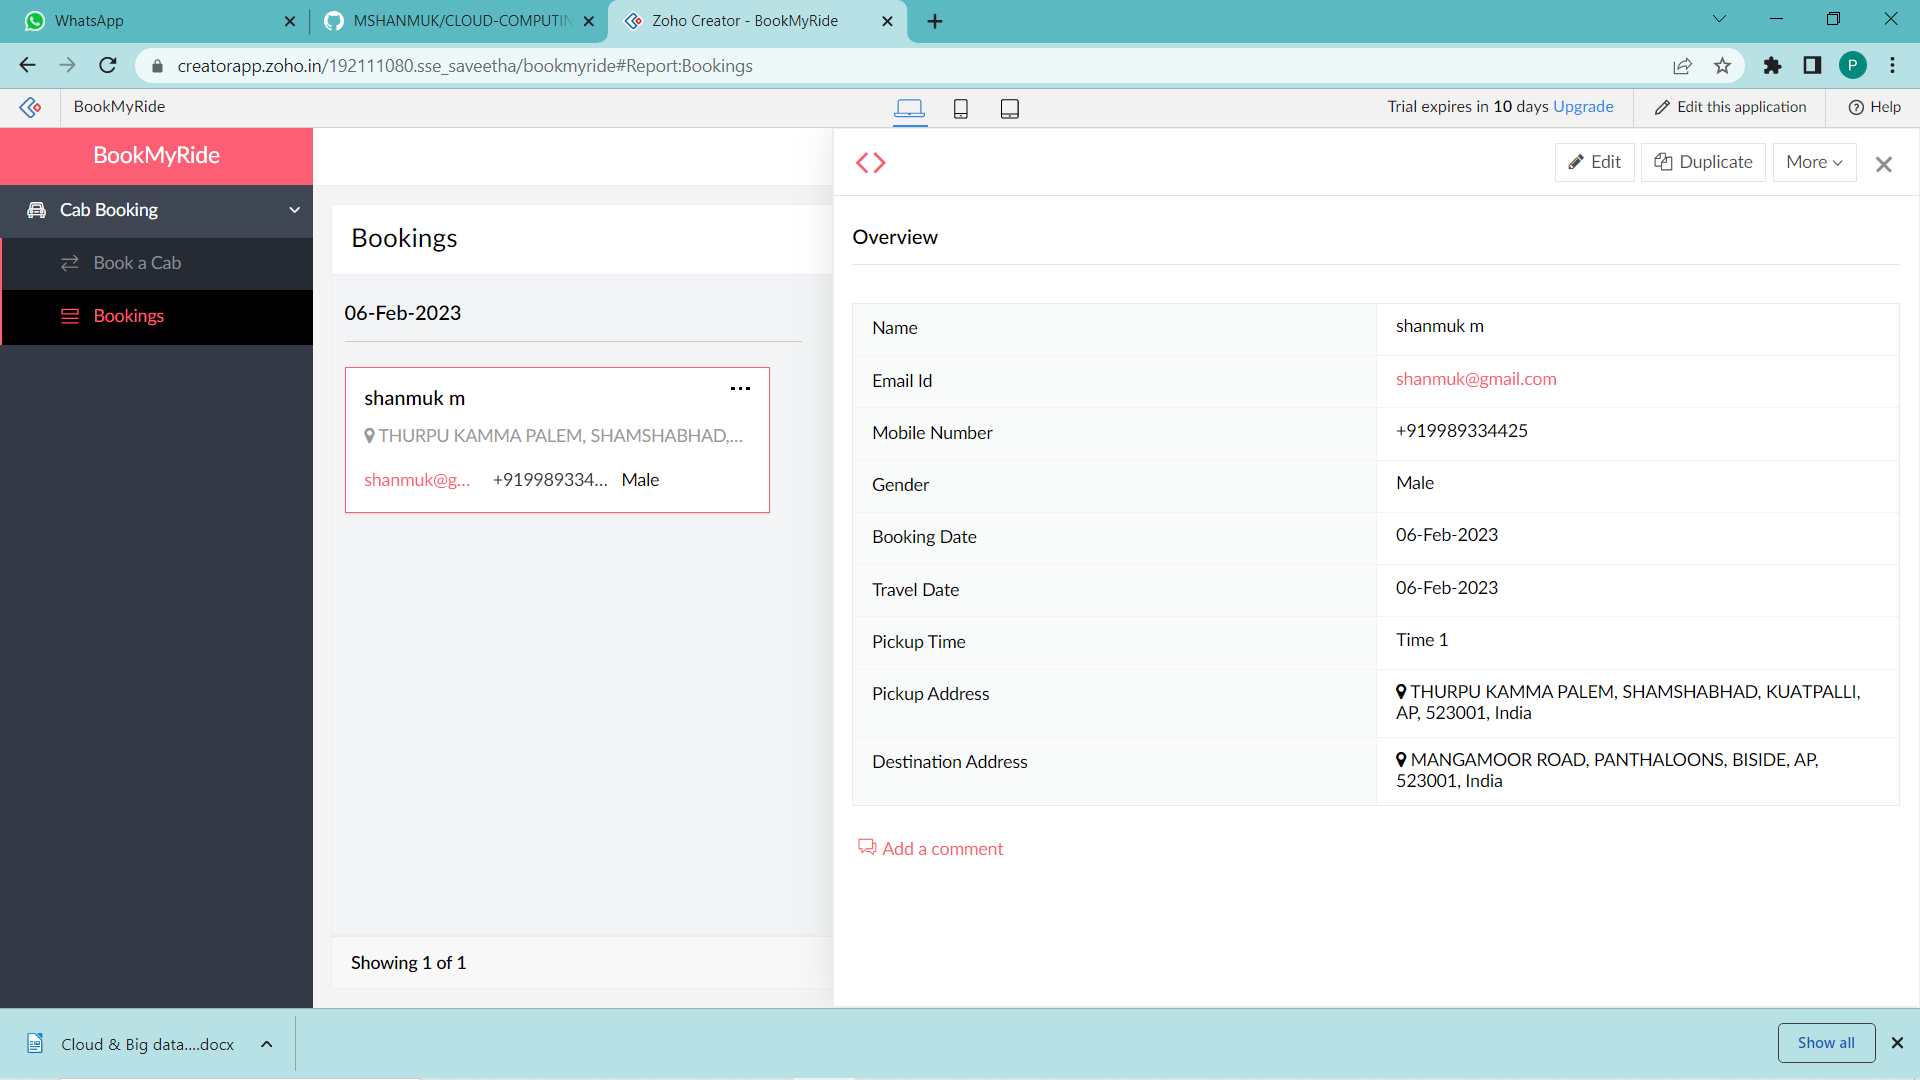 WhatsApp
MSHANMUK/CLOUD-COMPUTIN
Zoho Creator - BookMyRide
creatorapp.zoho.in/192111080.sse_saveetha/bookmyride#Report:Bookings
P
BookMyRide
Trial expires in 10 days Upgrade
Edit this application
Help
BookMyRide
Cab Booking
Book a Cab
Bookings
Bookings
06-Feb-2023
shanmuk m
THURPU KAMMA PALEM, SHAMSHABHAD,...
shanmuk@g... +919989334... Male
Showing 1 of 1
Edit
Duplicate
More
Overview
Name shanmuk m
Email Id shanmuk@gmail.com
Mobile Number +919989334425
Gender Male
Booking Date 06-Feb-2023
Travel Date 06-Feb-2023
Pickup Time Time 1
Pickup Address THURPU KAMMA PALEM, SHAMSHABHAD, KUATPALLI,
AP, 523001, India
Destination Address MANGAMOOR ROAD, PANTHALOONS, BISIDE, AP,
523001, India
Add a comment
Cloud & Big data....docx
Show all